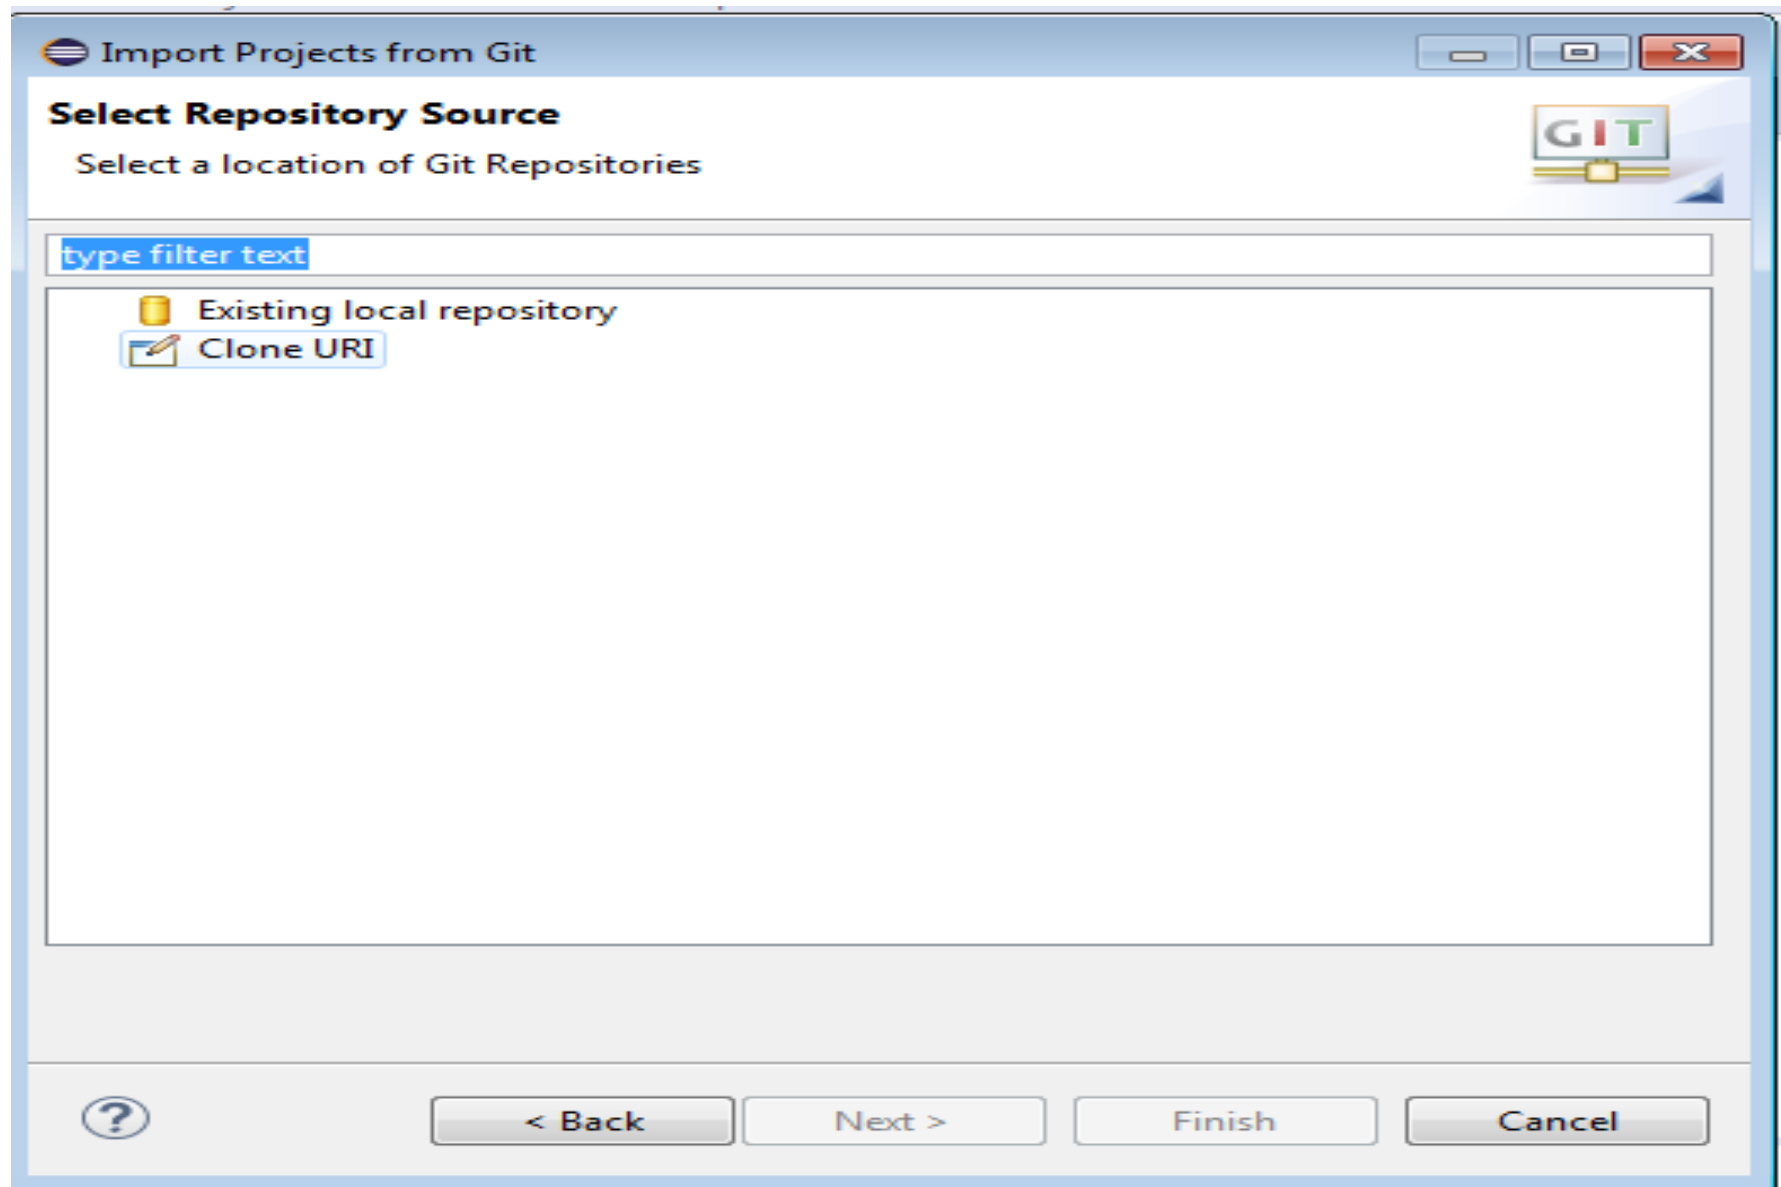 Import Projects from Git
Select Repository Source
Select a location of Git Repositories
GIT
type filter text
Existing local repository
Clone URI
?
< Back
Next >
Finish
Cancel